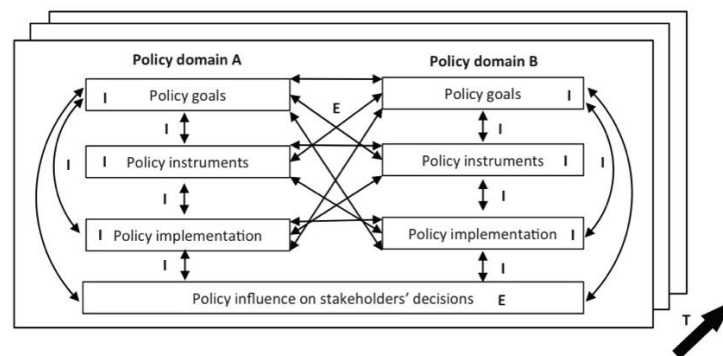 Policy domain A Policy domain B
I Policy goals Policy goals I
E
I I
I Policy instruments Policy instruments I
I I
I I
I Policy implementation Policy implementation I
I I
Policy influence on stakeholders' decisions E
T